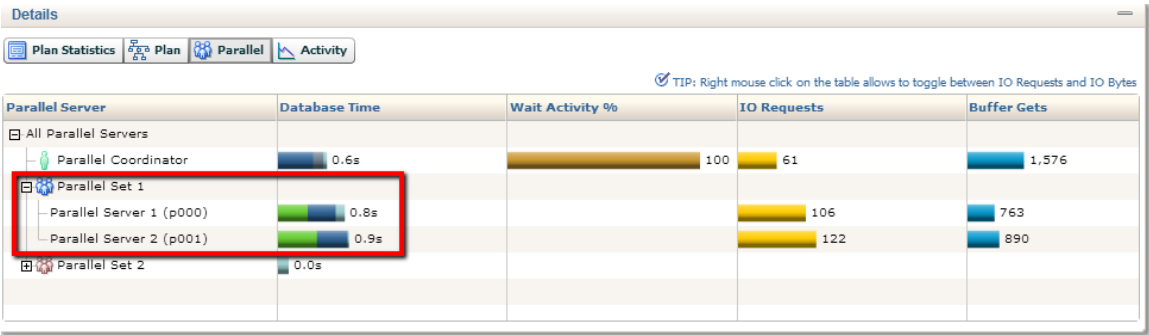 Details
Plan Statistics Plan Parallel Activity
TIP: Right mouse click on the table allows to toggle between IO Requests and IO Bytes
Parallel Server Database Time Wait Activity % IO Requests Buffer Gets
All Parallel Servers
Parallel Coordinator 0.6s 100 61 1,576
Parallel Set 1
Parallel Server 1 (p000) 0.8s 106 763
Parallel Server 2 (p001) 0.9s 122 890
Parallel Set 2 0.0s